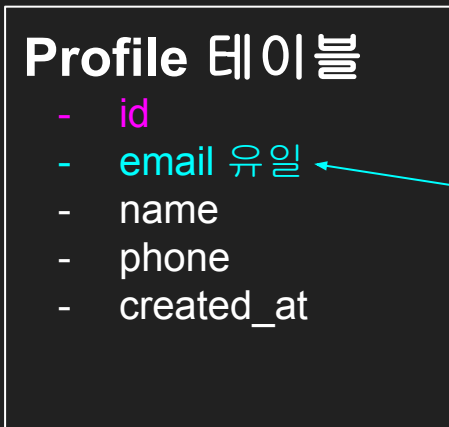 Profile 테이블
- id
- email 유일
- name
- phone
- created_at